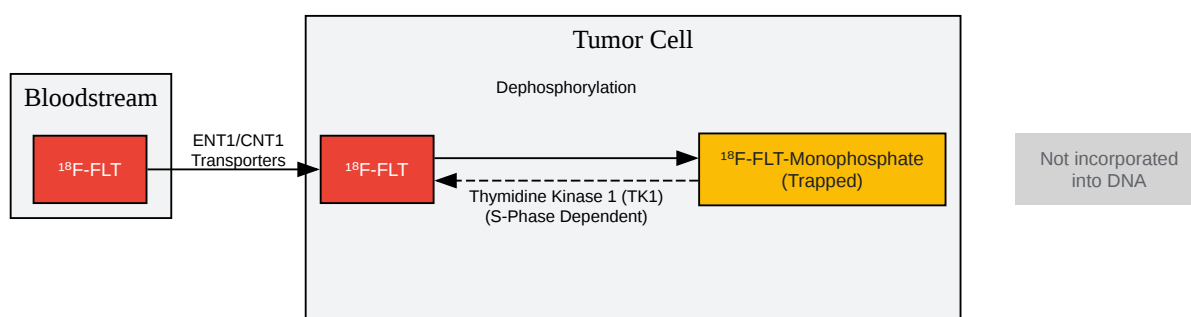 Tumor Cell
Bloodstream
Dephosphorylation
¹⁸F-FLT
ENT1/CNT1
Transporters
¹⁸F-FLT
¹⁸F-FLT-Monophosphate
(Trapped)
Thymidine Kinase 1 (TK1)
(S-Phase Dependent)
Not incorporated
into DNA